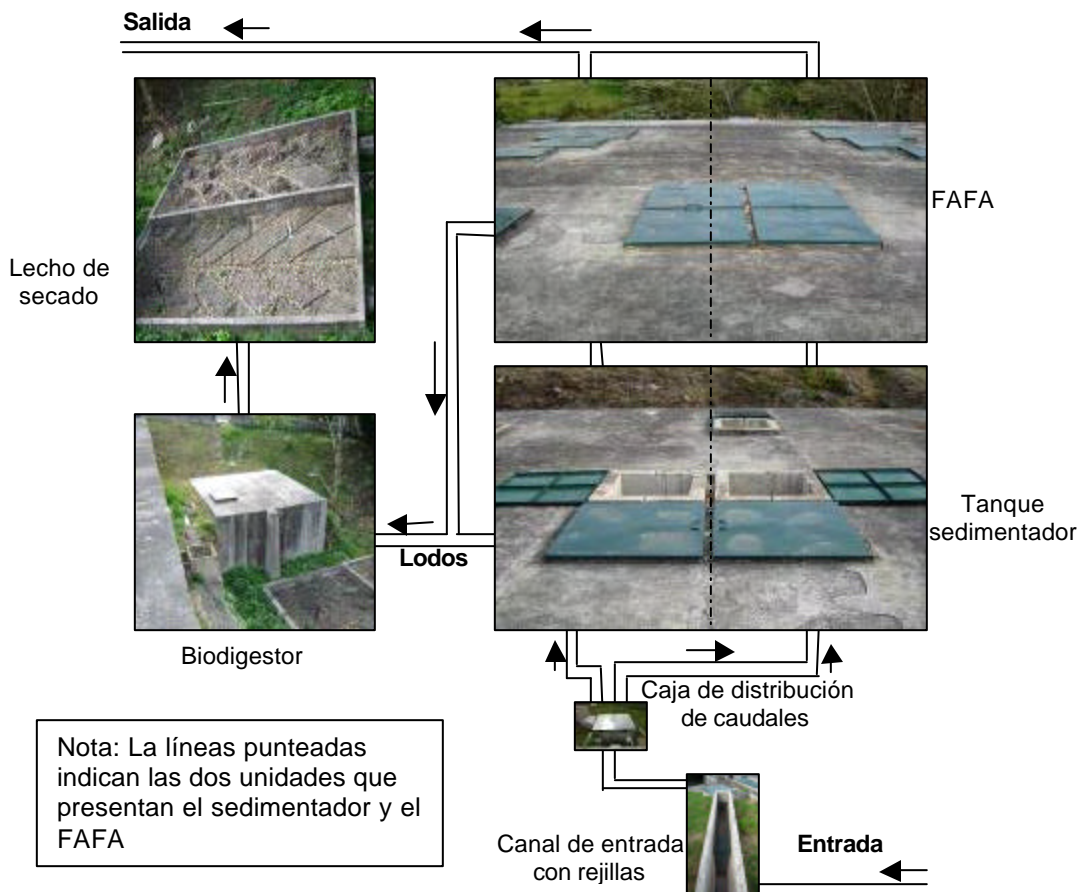 Salida
FAFA
Lecho de
secado
Tanque
sedimentador
Lodos
Biodigestor
Caja de distribución
de caudales
Nota: La líneas punteadas
indican las dos unidades que
presentan el sedimentador y el
FAFA
Canal de entrada
con rejillas
Entrada